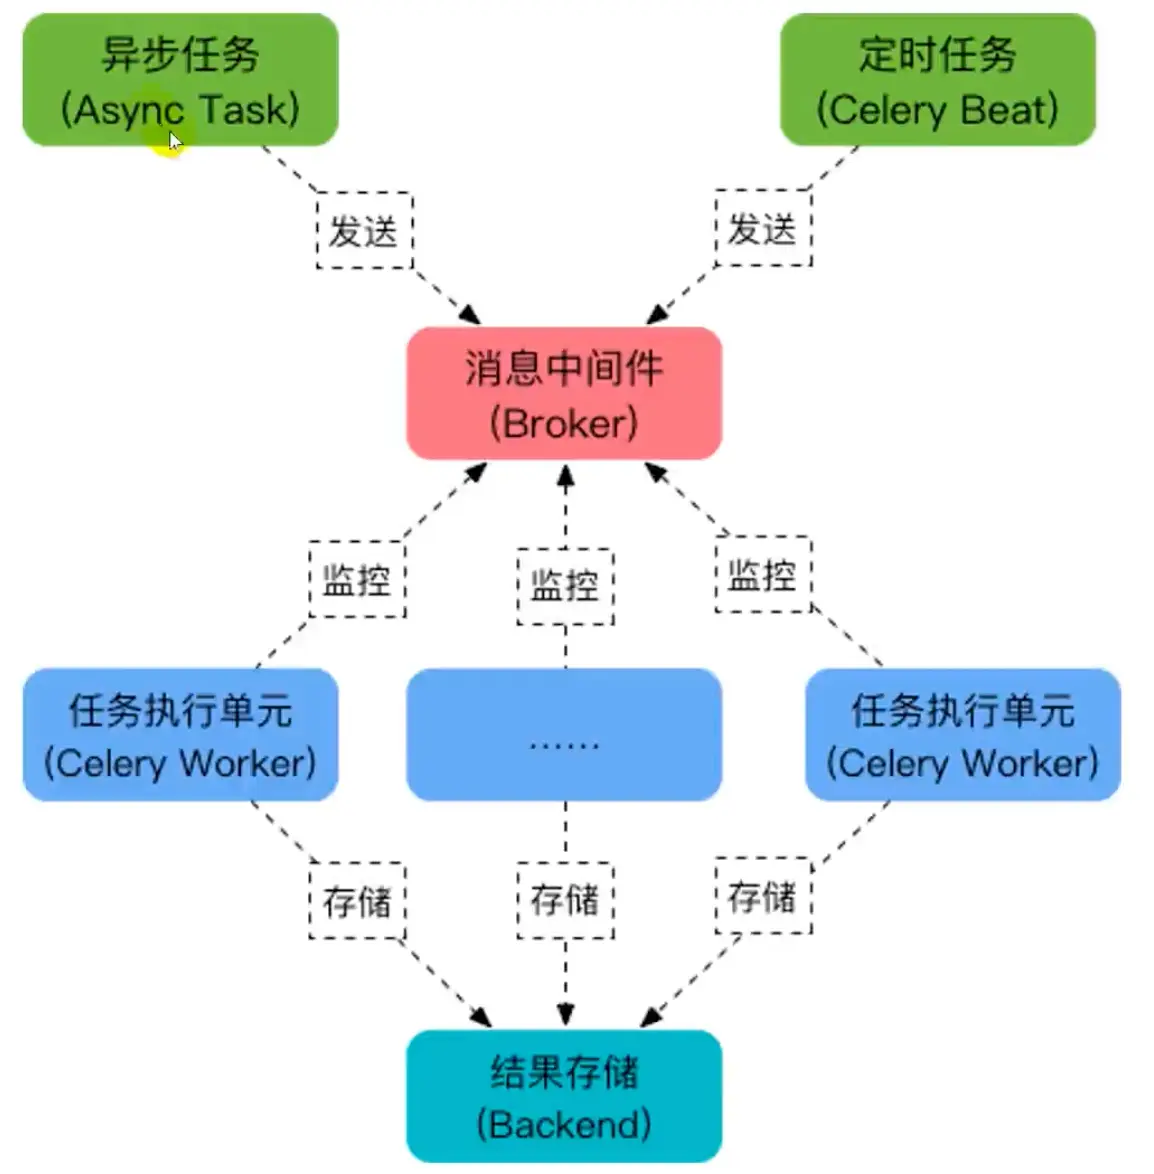 异步任务
(Async Task)
定时任务
(Celery Beat)
发送
发送
消息中间件
(Broker)
监控
监控
监控
任务执行单元
(Celery Worker)
......
任务执行单元
(Celery Worker)
存储
存储
存储
结果存储
(Backend)